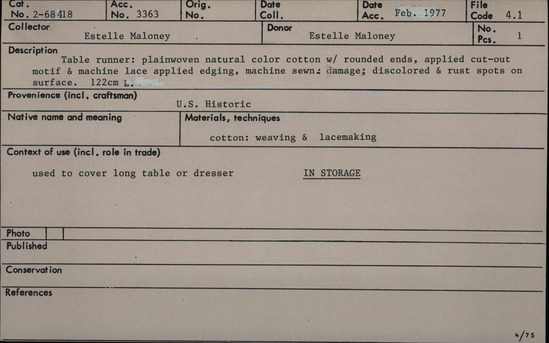 Cat. No. 2-68418 Acc. No. 3363 Orig. No. Date Coll. Date Acc. Feb. 1977 File Code 4.1
Collector Estelle Maloney Donor Estelle Maloney No. Pcs. 1
Description
Table runner: plainwoven natural color cotton w/ rounded ends, applied cut-out
motif & machine lace applied edging, machine sewn: damage; discolored & rust spots on
surface. 122cm L.
Provenience (incl. craftsman)
U.S. Historic
Native name and meaning Materials, techniques
cotton: weaving & lacemaking
Context of use (incl. role in trade)
used to cover long table or dresser IN STORAGE
Photo
Published
Conservation
References
4/75